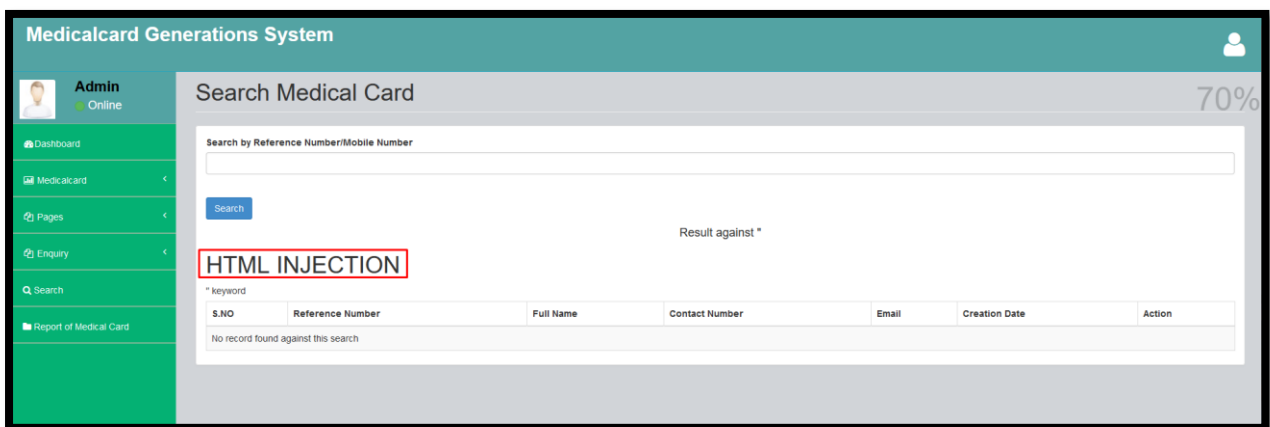 Medicalcard Generations System
Admin
Online
Search Medical Card
70%
Dashboard
Medicalcard
Pages
Enquiry
Search
Report of Medical Card
Search by Reference Number/Mobile Number
Search
Result against "
HTML INJECTION
" keyword
S.NO Reference Number Full Name Contact Number Email Creation Date Action
No record found against this search